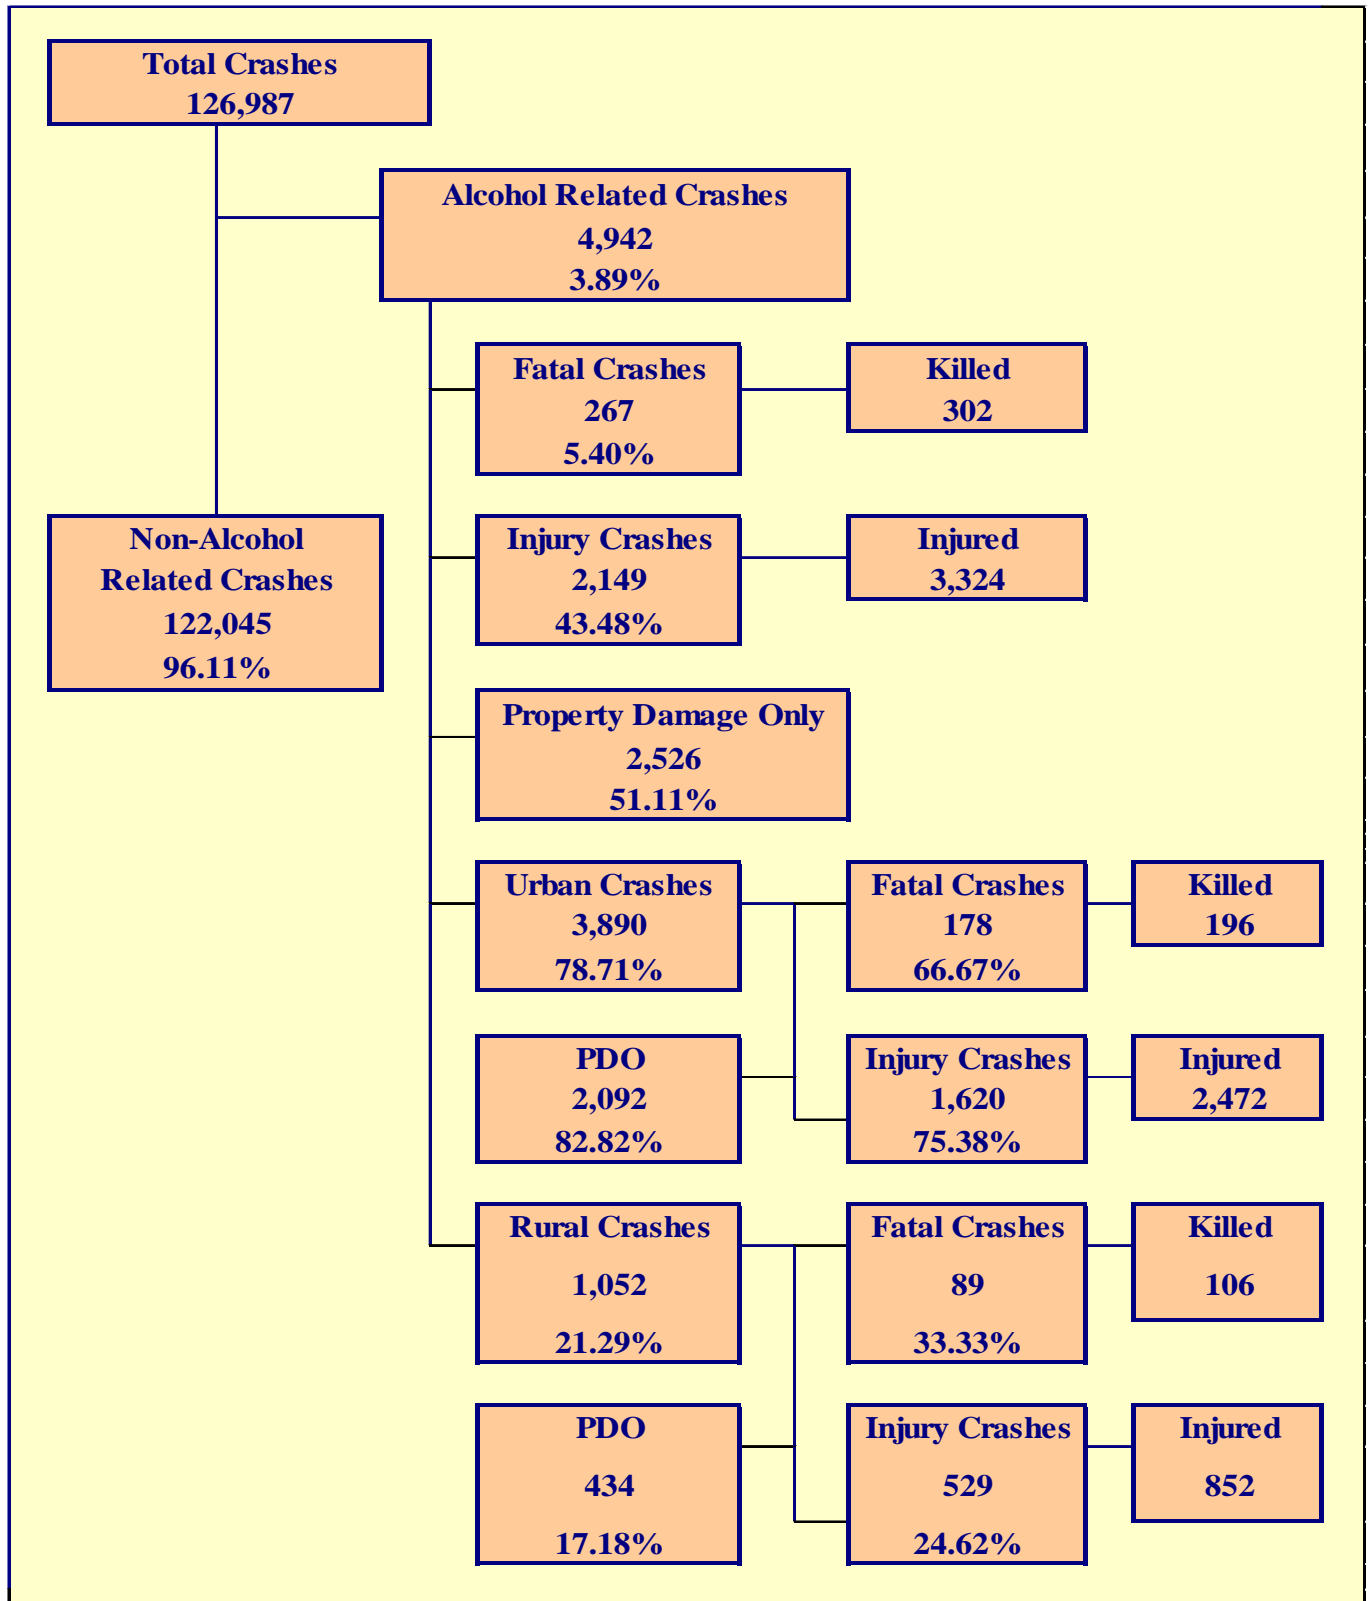 Total Crashes
126,987
Alcohol Related Crashes
4,942
3.89%
Fatal Crashes
267
5.40%
Killed
302
Non-Alcohol
Related Crashes
122,045
96.11%
Injury Crashes
2,149
43.48%
Injured
3,324
Property Damage Only
2,526
51.11%
Urban Crashes
3,890
78.71%
Fatal Crashes
178
66.67%
Killed
196
PDO
2,092
82.82%
Injury Crashes
1,620
75.38%
Injured
2,472
Rural Crashes
1,052
21.29%
Fatal Crashes
89
33.33%
Killed
106
PDO
434
17.18%
Injury Crashes
529
24.62%
Injured
852